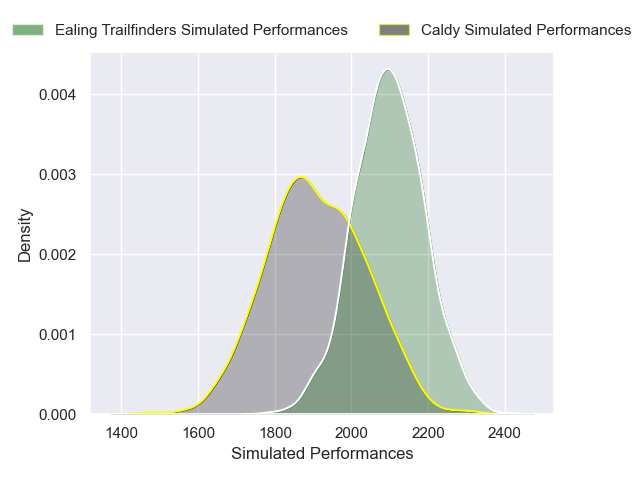 Ealing Trailfinders Simulated Performances Caldy Simulated Performances
0.004
0.003
0.002
0.001
0.000
Density
1400 1600 1800 2000 2200 2400
Simulated Performances